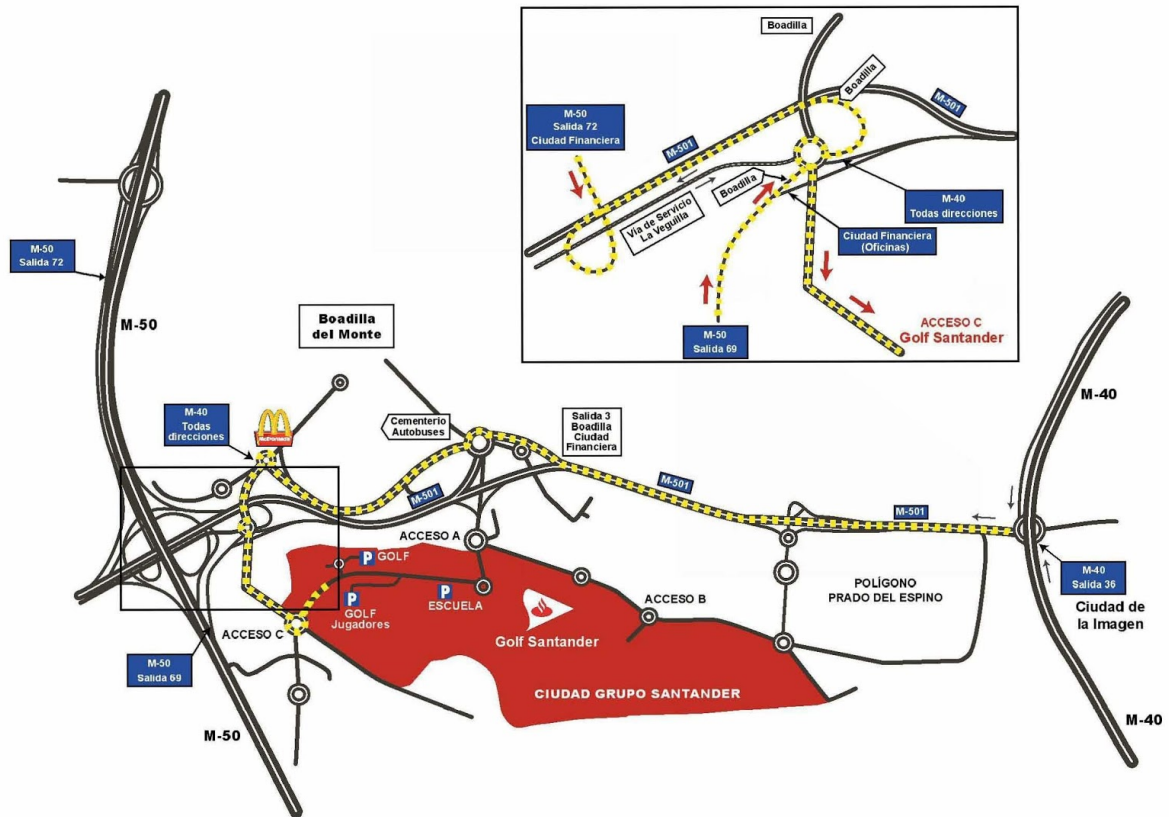 Boadilla
Boadilla
M-501
M-50
Salida 72
Ciudad Financiera
M-501
Boadilla
Vía de Servicio
La Veguilla
M-40
Todas direcciones
Ciudad Financiera
(Oficinas)
M-50
Salida 69
ACCESO C
Golf Santander
M-50
Salida 72
M-50
Boadilla
del Monte
M-40
Todas
direcciones
McDonald's
Cementerio
Autobuses
Salida 3
Boadilla
Ciudad
Financiera
M-40
M-501
M-501
M-501
ACCESO A
P
GOLF
P
GOLF
Jugadores
P
ESCUELA
ACCESO B
POLÍGONO
PRADO DEL ESPINO
M-40
Salida 36
Ciudad de
la Imagen
ACCESO C
Golf Santander
CIUDAD GRUPO SANTANDER
M-50
Salida 69
M-50
M-40